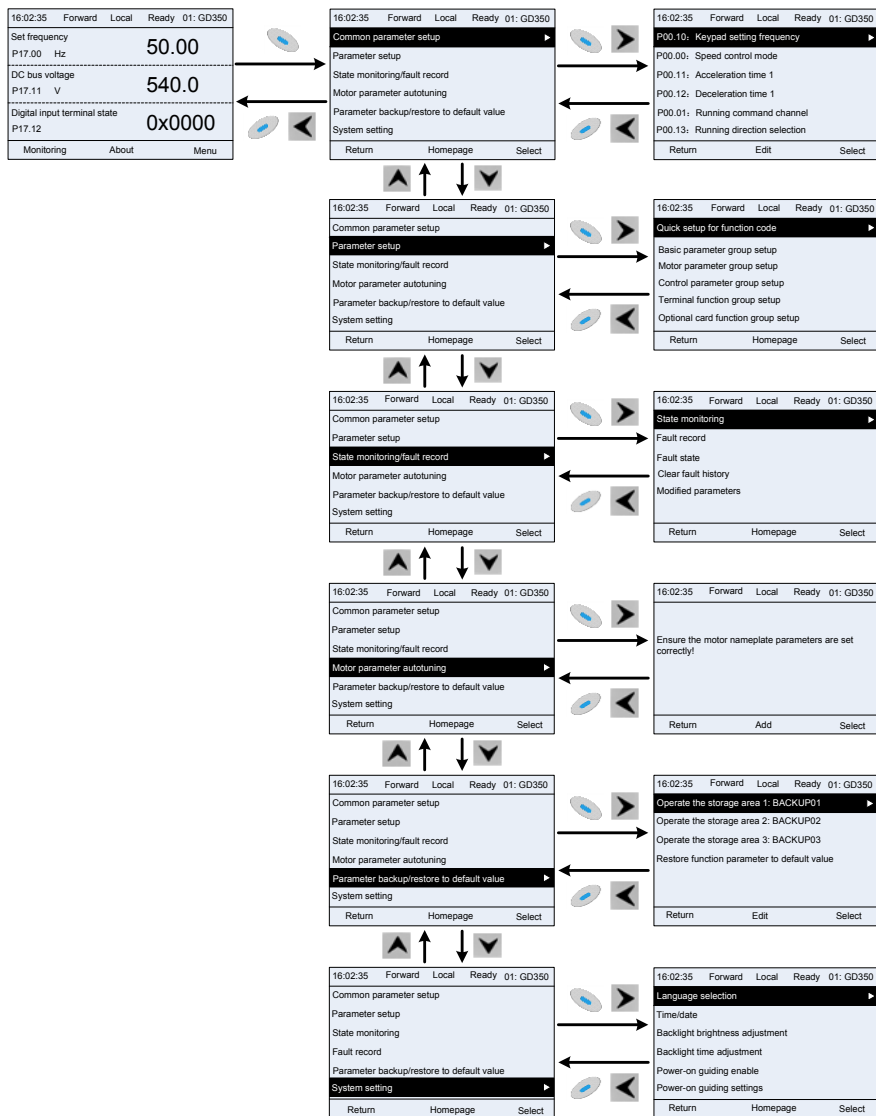 16:02:35 Forward Local Ready 01: GD350
Set frequency
P17.00 Hz
50.00
DC bus voltage
P17.11 V
540.0
Digital input terminal state
P17.12
0x0000
Monitoring About Menu
16:02:35 Forward Local Ready 01: GD350
Common parameter setup
Parameter setup
State monitoring/fault record
Motor parameter autotuning
Parameter backup/restore to default value
System setting
Return Homepage Select
16:02:35 Forward Local Ready 01: GD350
P00.10: Keypad setting frequency
P00.00: Speed control mode
P00.11: Acceleration time 1
P00.12: Deceleration time 1
P00.01: Running command channel
P00.13: Running direction selection
Return Edit Select
16:02:35 Forward Local Ready 01: GD350
Common parameter setup
Parameter setup
State monitoring/fault record
Motor parameter autotuning
Parameter backup/restore to default value
System setting
Return Homepage Select
16:02:35 Forward Local Ready 01: GD350
Quick setup for function code
Basic parameter group setup
Motor parameter group setup
Control parameter group setup
Terminal function group setup
Optional card function group setup
Return Homepage Select
16:02:35 Forward Local Ready 01: GD350
Common parameter setup
Parameter setup
State monitoring/fault record
Motor parameter autotuning
Parameter backup/restore to default value
System setting
Return Homepage Select
16:02:35 Forward Local Ready 01: GD350
State monitoring
Fault record
Fault state
Clear fault history
Modified parameters
Return Homepage Select
16:02:35 Forward Local Ready 01: GD350
Common parameter setup
Parameter setup
State monitoring/fault record
Motor parameter autotuning
Parameter backup/restore to default value
System setting
Return Homepage Select
16:02:35 Forward Local Ready 01: GD350
Ensure the motor nameplate parameters are set
correctly!
Return Add Select
16:02:35 Forward Local Ready 01: GD350
Common parameter setup
Parameter setup
State monitoring/fault record
Motor parameter autotuning
Parameter backup/restore to default value
System setting
Return Homepage Select
16:02:35 Forward Local Ready 01: GD350
Operate the storage area 1: BACKUP01
Operate the storage area 2: BACKUP02
Operate the storage area 3: BACKUP03
Restore function parameter to default value
Return Edit Select
16:02:35 Forward Local Ready 01: GD350
Common parameter setup
Parameter setup
State monitoring
Fault record
Parameter backup/restore to default value
System setting
Return Homepage Select
16:02:35 Forward Local Ready 01: GD350
Language selection
Time/date
Backlight brightness adjustment
Backlight time adjustment
Power-on guiding enable
Power-on guiding settings
Return Homepage Select